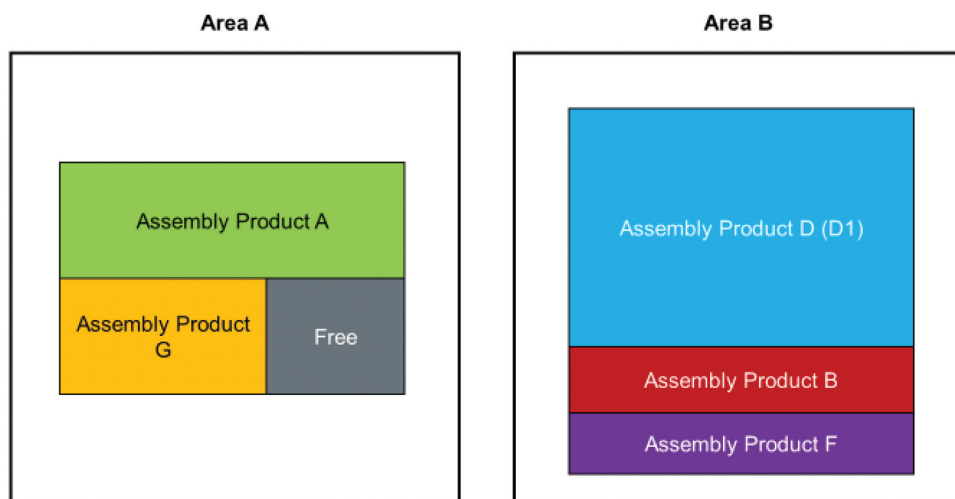 Area A
Assembly Product A
Assembly Product
G
Free
Area B
Assembly Product D (D1)
Assembly Product B
Assembly Product F